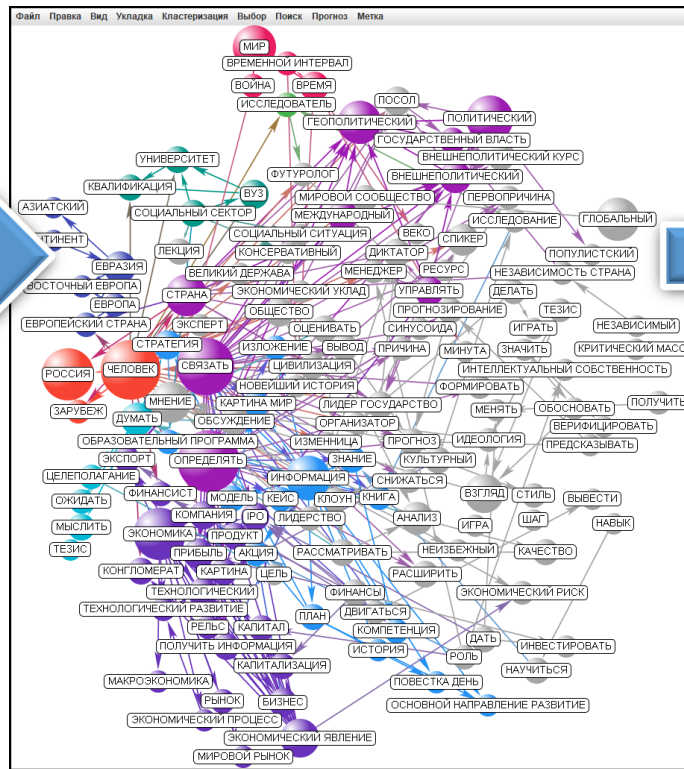 Файл Правка Вид Укладка Кластеризация Выбор Поиск Прогноз Метка
МИР
ВРЕМЕННОЙ ИНТЕРВАЛ
ВОЙНА
ВРЕМЯ
ИССЛЕДОВАТЕЛЬ
ПОСОЛ
ПОЛИТИЧЕСКИЙ
ГЕОПОЛИТИЧЕСКИЙ
ГОСУДАРСТВЕННЫЙ ВЛАСТЬ
УНИВЕРСИТЕТ
ВНЕШНЕПОЛИТИЧЕСКИЙ КУРС
ФУТУРОЛОГ
ВНЕШНЕПОЛИТИЧЕСКИЙ
КВАЛИФИКАЦИЯ
ВУЗ
МИРОВОЙ СООБЩЕСТВО
ПЕРВОПРИЧИНА
АЗИАТСКИЙ
СОЦИАЛЬНЫЙ СЕКТОР
МЕЖДУНАРОДНЫЙ
ИССЛЕДОВАНИЕ
ГЛОБАЛЬНЫЙ
ТИНЕНТ
СОЦИАЛЬНЫЙ СИТУАЦИЯ
ВЕКО
СПИКЕР
ЛЕКЦИЯ
КОНСЕРВАТИВНЫЙ
ДИКТАТОР
ПОПУЛИСТСКИЙ
ЕВРАЗИЯ
ВЕЛИКИЙ ДЕРЖАВА
МЕНЕДЖЕР
РЕСУРС
НЕЗАВИСИМОСТЬ СТРАНА
ВОСТОЧНЫЙ ЕВРОПА
СТРАНА
ЭКОНОМИЧЕСКИЙ УКЛАД
УПРАВЛЯТЬ
ДЕЛАТЬ
ЕВРОПА
ОБЩЕСТВО
ПРОГНОЗИРОВАНИЕ
ТЕЗИС
ЕВРОПЕЙСКИЙ СТРАНА
ЭКСПЕРТ
ОЦЕНИВАТЬ
СИНУСОИДА
ИГРАТЬ
НЕЗАВИСИМЫЙ
СТРАТЕГИЯ
ИЗЛОЖЕНИЕ
ВЫВОД
ПРИЧИНА
МИНУТА
ЗНАЧИТЬ
КРИТИЧЕСКИЙ МАСС
РОССИЯ
ЧЕЛОВЕК
СВЯЗАТЬ
ЦИВИЛИЗАЦИЯ
ИНТЕЛЛЕКТУАЛЬНЫЙ СОБСТВЕННОСТЬ
НОВЕЙШИЙ ИСТОРИЯ
ФОРМИРОВАТЬ
МНЕНИЕ
КАРТИНА МИР
ЛИДЕР ГОСУДАРСТВО
ЗАРУБЕЖ
МЕНЯТЬ
ОБОСНОВАТЬ
ПОЛУЧИТЬ
ДУМАТЬ
ОБСУЖДЕНИЕ
ОРГАНИЗАТОР
ВЕРИФИЦИРОВАТЬ
ОБРАЗОВАТЕЛЬНЫЙ ПРОГРАММА
ИЗМЕННИЦА
ПРОГНОЗ
ИДЕОЛОГИЯ
ПРЕДСКАЗЫВАТЬ
ЭКСПОРТ
ОПРЕДЕЛЯТЬ
ЗНАНИЕ
КУЛЬТУРНЫЙ
ЦЕЛЕПОЛАГАНИЕ
ИНФОРМАЦИЯ
СНИЖАТЬСЯ
ОЖИДАТЬ
ФИНАНСИСТ
МОДЕЛЬ
КЕЙС
КЛОУН
КНИГА
ВЗГЛЯД
СТИЛЬ
ВЫВЕСТИ
КОМПАНИЯ
IPO
ЛИДЕРСТВО
АНАЛИЗ
ШАГ
МЫСЛИТЬ
ЭКОНОМИКА
ПРОДУКТ
ИГРА
НАВЫК
ТЕЗИС
ПРИБЫЛЬ
АКЦИЯ
РАССМАТРИВАТЬ
НЕИЗБЕЖНЫЙ
КАЧЕСТВО
КОНГЛОМЕРАТ
КАРТИНА
ЦЕЛЬ
РАСШИРИТЬ
ТЕХНОЛОГИЧЕСКИЙ
ФИНАНСЫ
ЭКОНОМИЧЕСКИЙ РИСК
ТЕХНОЛОГИЧЕСКИЙ РАЗВИТИЕ
ПЛАН
ДВИГАТЬСЯ
РЕЛЬС
КАПИТАЛ
КОМПЕТЕНЦИЯ
ДАТЬ
ПОЛУЧИТЬ ИНФОРМАЦИЯ
ИСТОРИЯ
РОЛЬ
ИНВЕСТИРОВАТЬ
КАПИТАЛИЗАЦИЯ
НАУЧИТЬСЯ
МАКРОЭКОНОМИКА
ПОВЕСТКА ДЕНЬ
РЫНОК
БИЗНЕС
ОСНОВНОЙ НАПРАВЛЕНИЕ РАЗВИТИЕ
ЭКОНОМИЧЕСКИЙ ПРОЦЕСС
ЭКОНОМИЧЕСКИЙ ЯВЛЕНИЕ
МИРОВОЙ РЫНОК